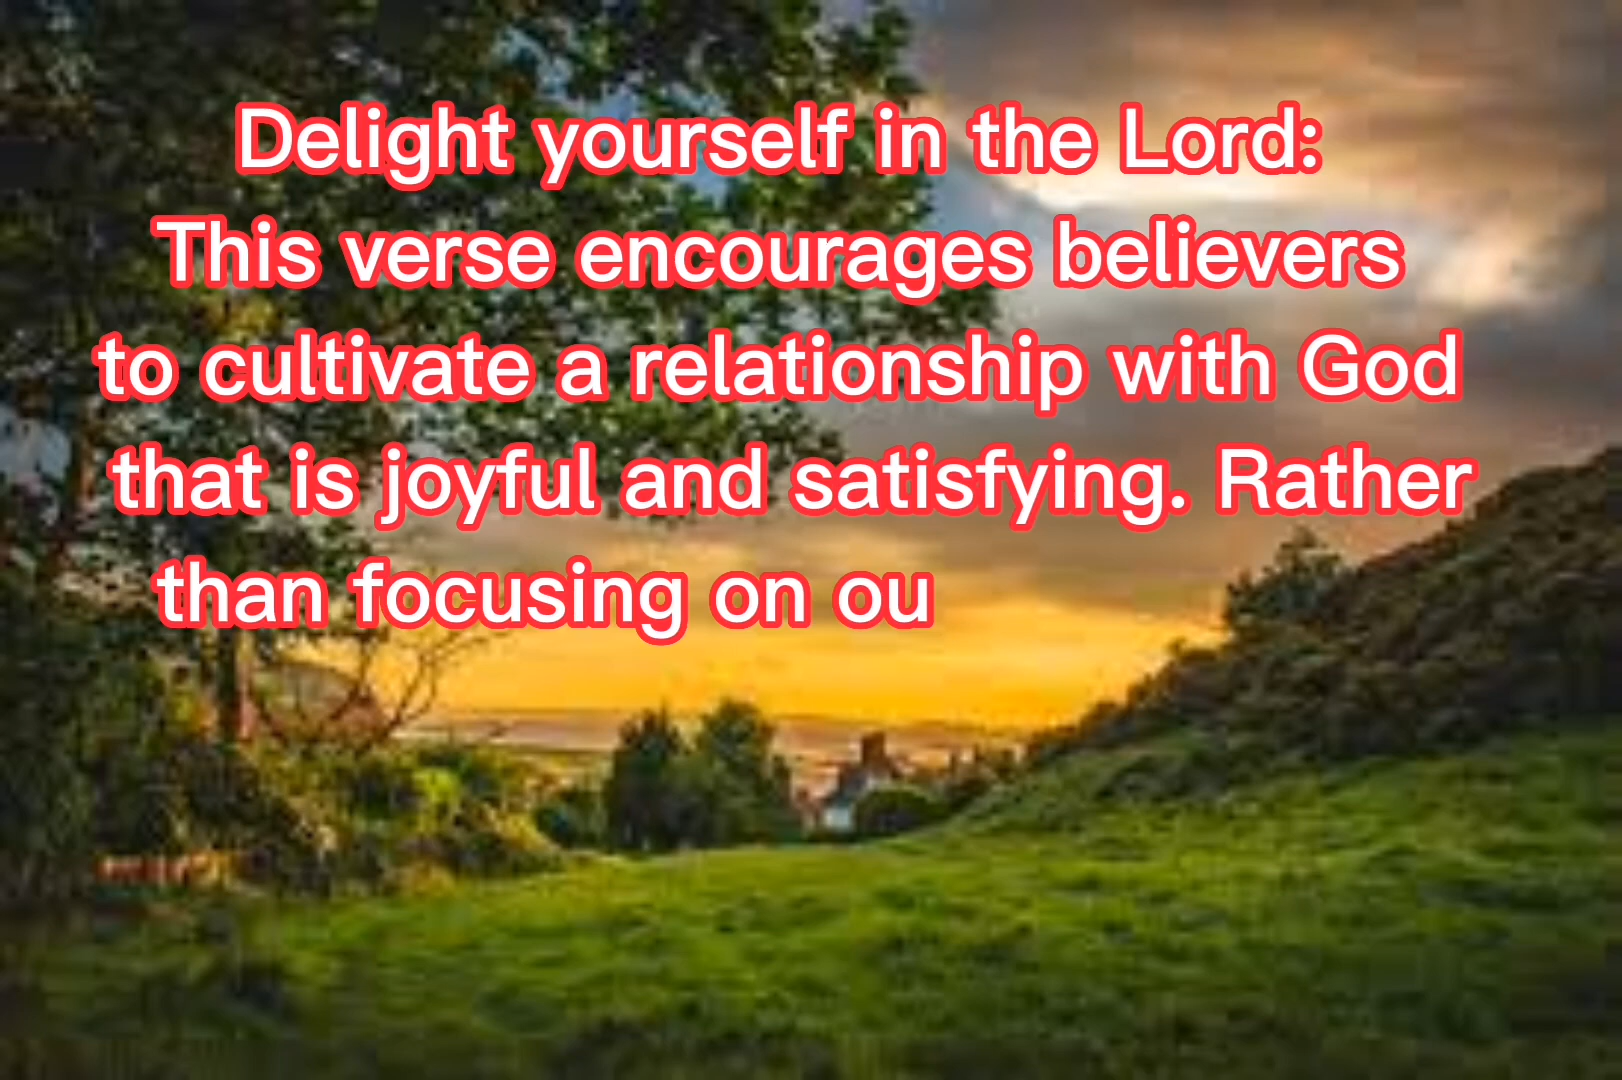 Delight yourself in the Lord:
This verse encourages believers
to cultivate a relationship with God
that is joyful and satisfying. Rather
than focusing on ou